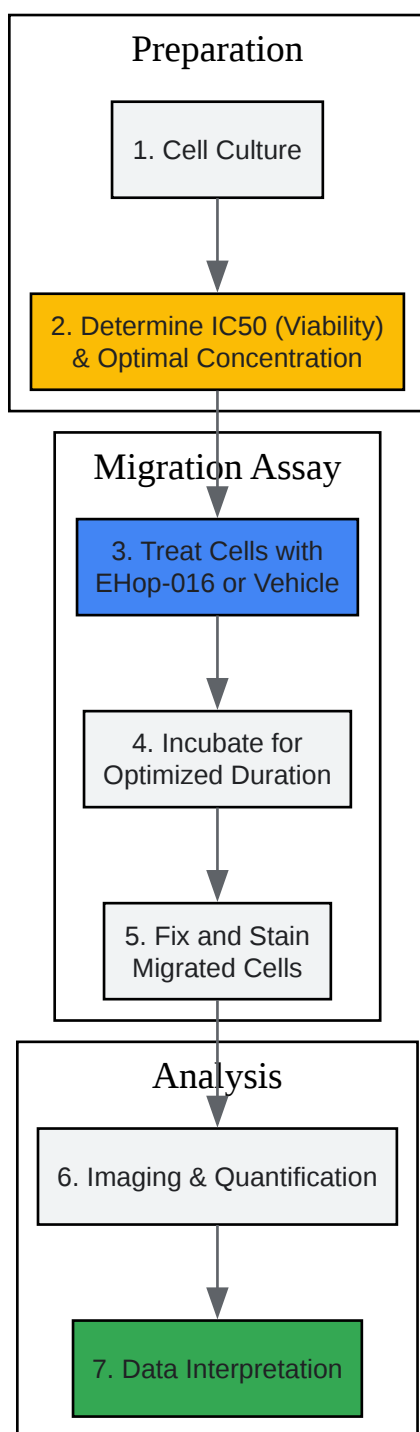 Preparation
1. Cell Culture
2. Determine IC50 (Viability)
& Optimal Concentration
Migration Assay
3. Treat Cells with
EHop-016 or Vehicle
4. Incubate for
Optimized Duration
5. Fix and Stain
Migrated Cells
Analysis
6. Imaging & Quantification
7. Data Interpretation